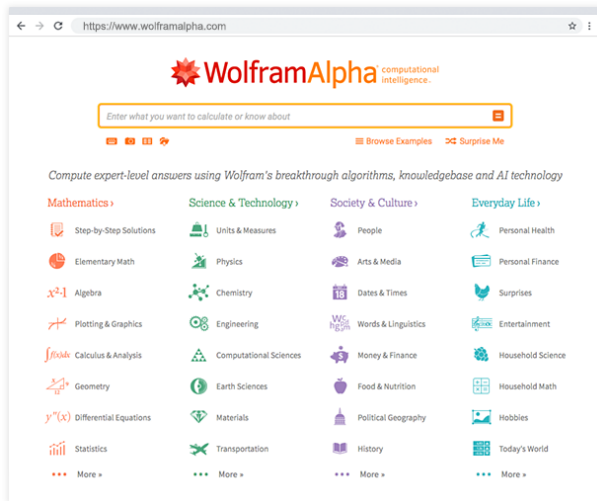 https://www.wolframalpha.com
WolframAlpha computational intelligence.
Enter what you want to calculate or know about
Browse Examples Surprise Me
Compute expert-level answers using Wolfram's breakthrough algorithms, knowledgebase and AI technology
Mathematics › Science & Technology › Society & Culture › Everyday Life ›
Step-by-Step Solutions Units & Measures People Personal Health
Elementary Math Physics Arts & Media Personal Finance
x²-1 Algebra Chemistry 18 Dates & Times Surprises
Plotting & Graphics Engineering Words & Linguistics Entertainment
∫f(x)dx Calculus & Analysis Computational Sciences $ Money & Finance Household Science
Geometry Earth Sciences Food & Nutrition Household Math
y″(x) Differential Equations Materials Political Geography Hobbies
Statistics Transportation History Today's World
More » More » More » More »